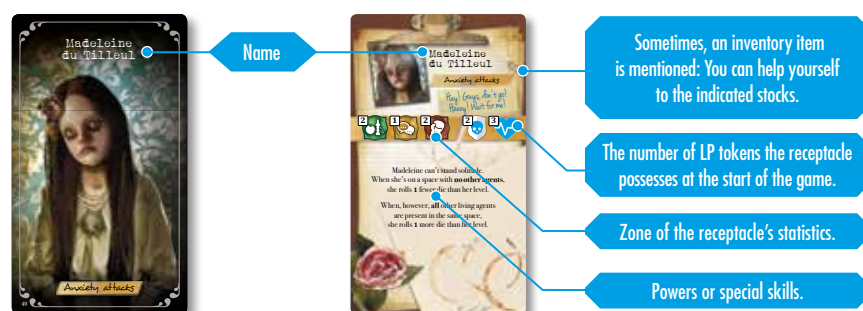 Madeleine
du Tilleul
Anxiety attacks
49
Name
Madeleine
du Tilleul
Anxiety attacks
Hey! Guys, don't go!
Heeey! Wait for me!
2 1 2 2 3
Madeleine can't stand solitude.
When she's on a space with no other agents,
she rolls 1 fewer die than her level.
When, however, all other living agents
are present in the same space,
she rolls 1 more die than her level.
Sometimes, an inventory item
is mentioned: You can help yourself
to the indicated stocks.
The number of LP tokens the receptacle
possesses at the start of the game.
Zone of the receptacle's statistics.
Powers or special skills.